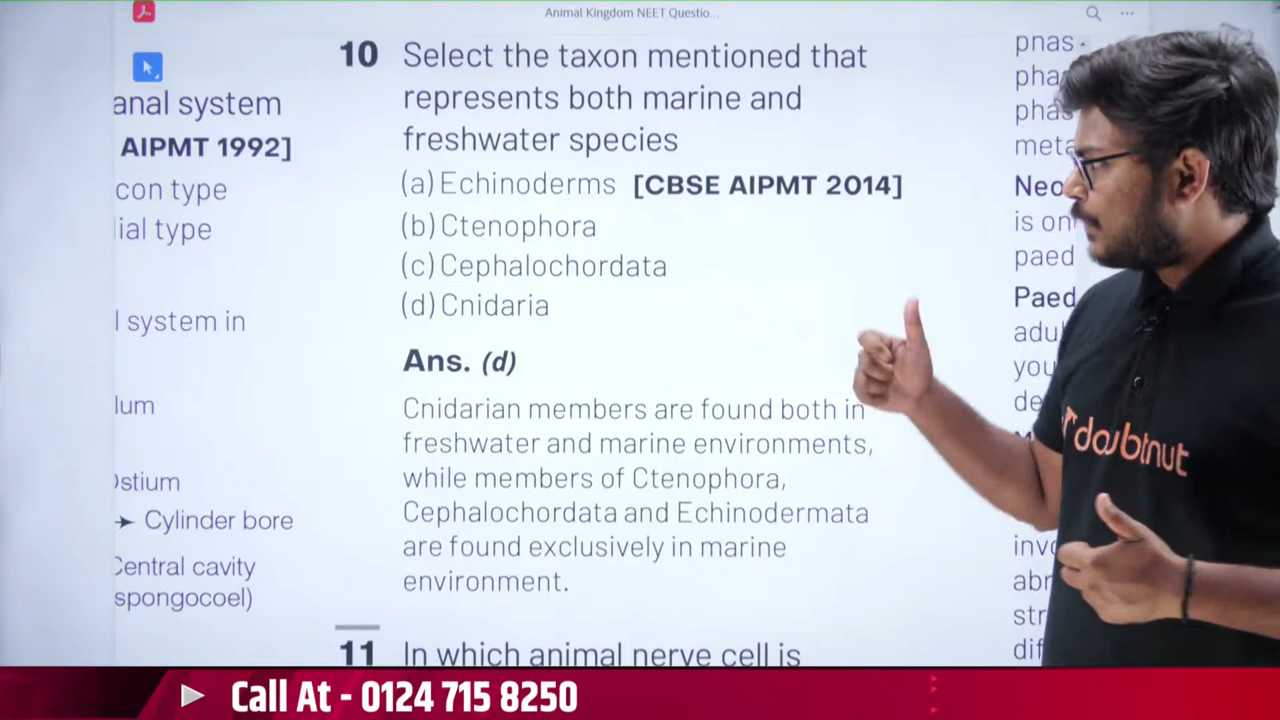 Animal Kingdom NEET Questio...
anal system
AIPMT 1992]
con type
ial type
l system in
lum
Ostium
Cylinder bore
Central cavity
spongocoel)
10 Select the taxon mentioned that
represents both marine and
freshwater species
(a) Echinoderms [CBSE AIPMT 2014]
(b) Ctenophora
(c) Cephalochordata
(d) Cnidaria
Ans. (d)
Cnidarian members are found both in
freshwater and marine environments,
while members of Ctenophora,
Cephalochordata and Echinodermata
are found exclusively in marine
environment.
11 In which animal nerve cell is
pnas
pha
phas
meta
Neo
is on
paed
Paed
adu
you
de
invo
abr
str
dif
doubtnut
Call At - 0124 715 8250